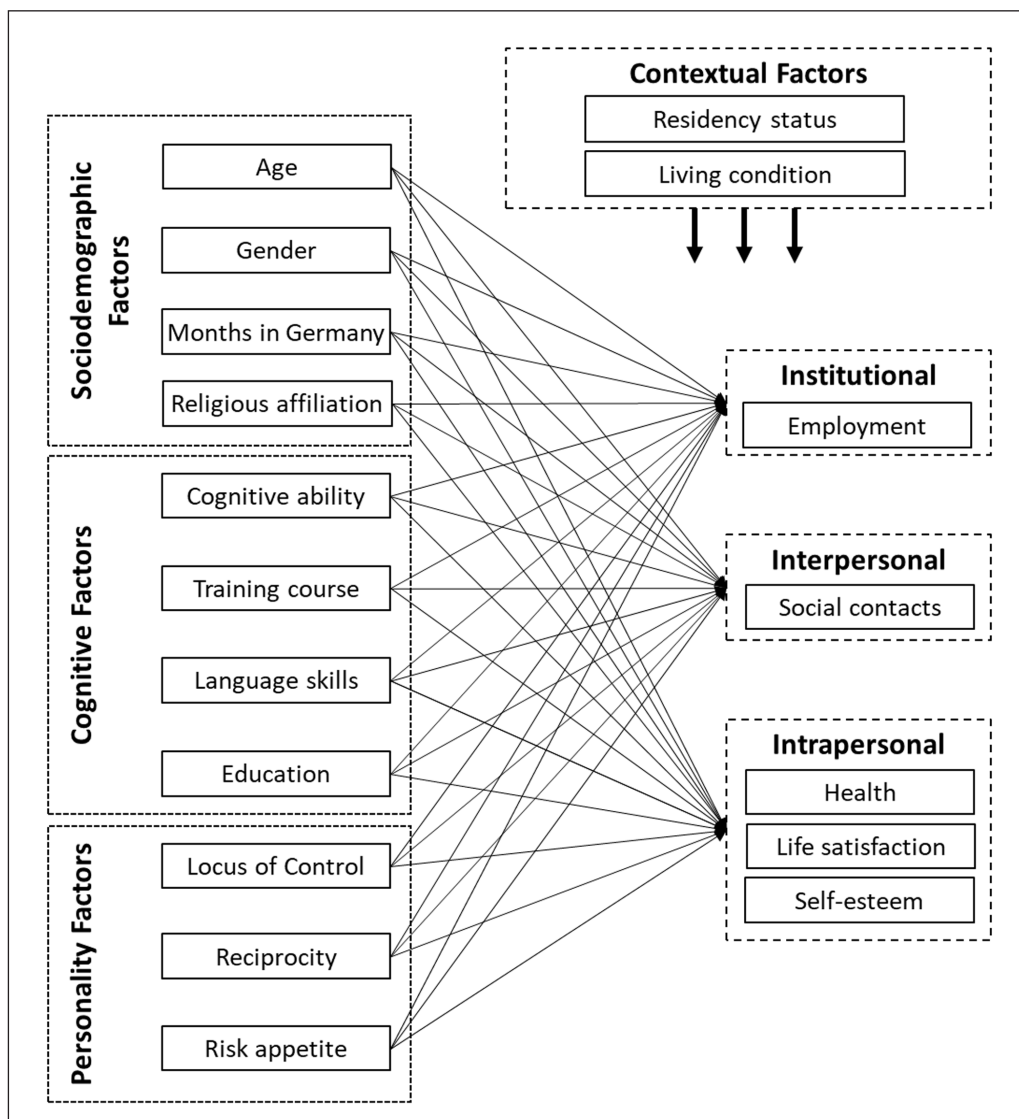 Contextual Factors
Residency status
Living condition
Sociodemographic
Factors
Age
Gender
Months in Germany
Religious affiliation
Cognitive Factors
Cognitive ability
Training course
Language skills
Education
Personality Factors
Locus of Control
Reciprocity
Risk appetite
Institutional
Employment
Interpersonal
Social contacts
Intrapersonal
Health
Life satisfaction
Self-esteem